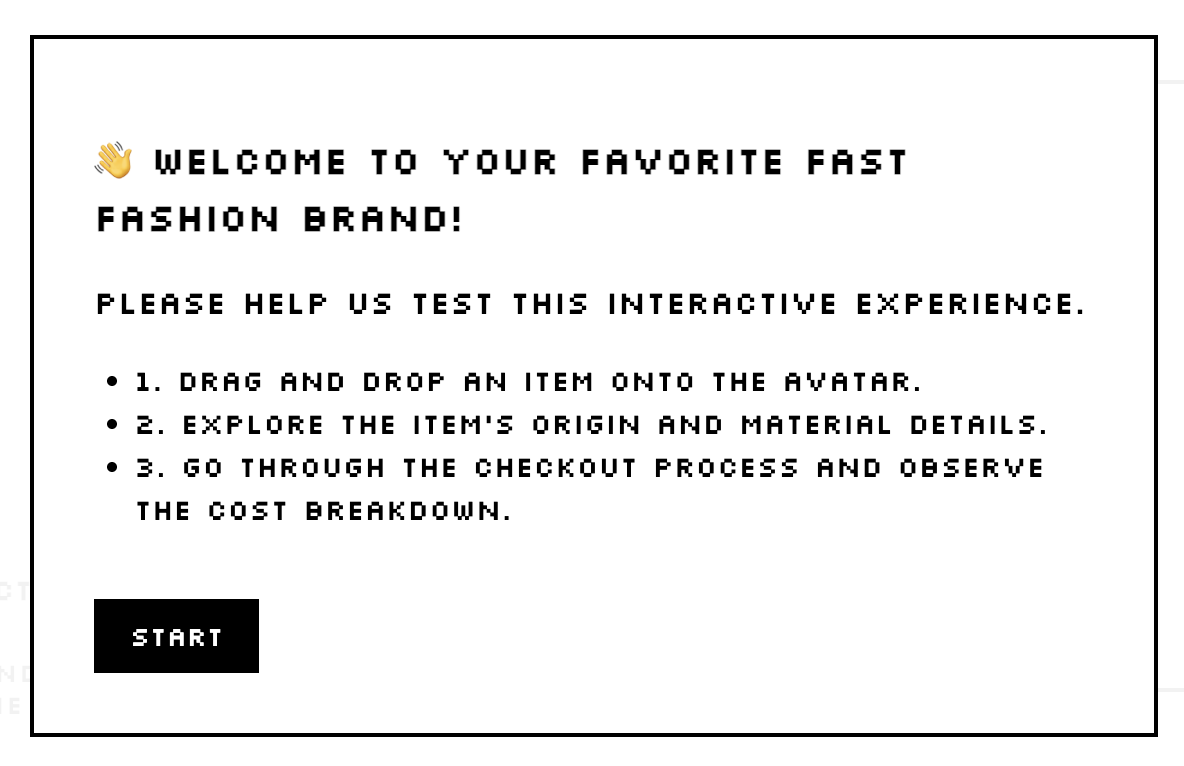 👋 WELCOME TO YOUR FAVORITE FAST
FASHION BRAND!
PLEASE HELP US TEST THIS INTERACTIVE EXPERIENCE.
• 1. DRAG AND DROP AN ITEM ONTO THE AVATAR.
• 2. EXPLORE THE ITEM'S ORIGIN AND MATERIAL DETAILS.
• 3. GO THROUGH THE CHECKOUT PROCESS AND OBSERVE
THE COST BREAKDOWN.
START